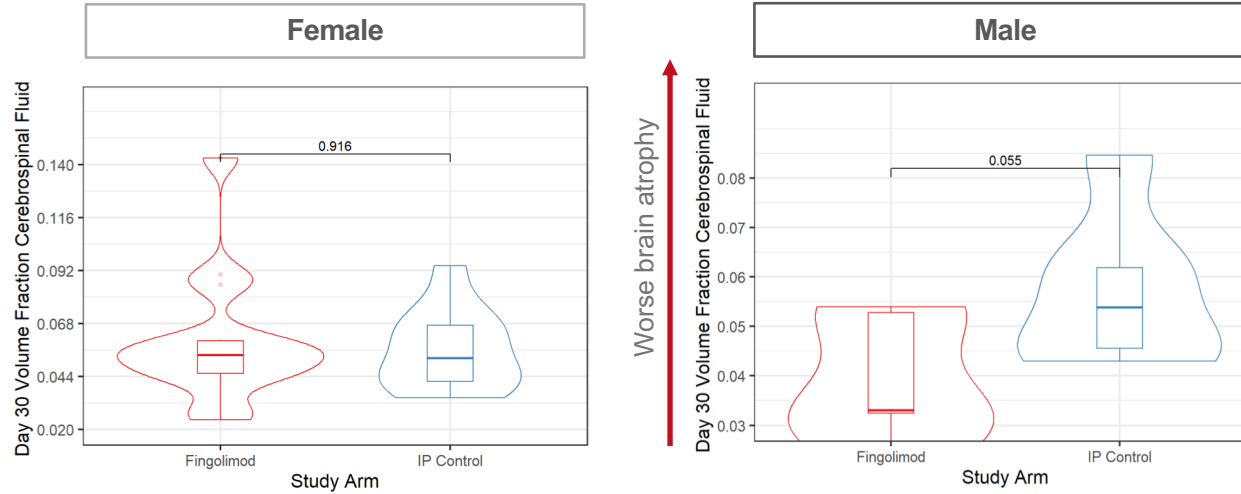 Female
Day 30 Volume Fraction Cerebrospinal Fluid
0.140
0.116
0.092
0.068
0.044
0.020
0.916
Fingolimod
IP Control
Study Arm
Worse brain atrophy
Male
Day 30 Volume Fraction Cerebrospinal Fluid
0.08
0.07
0.06
0.05
0.04
0.03
0.055
Fingolimod
IP Control
Study Arm